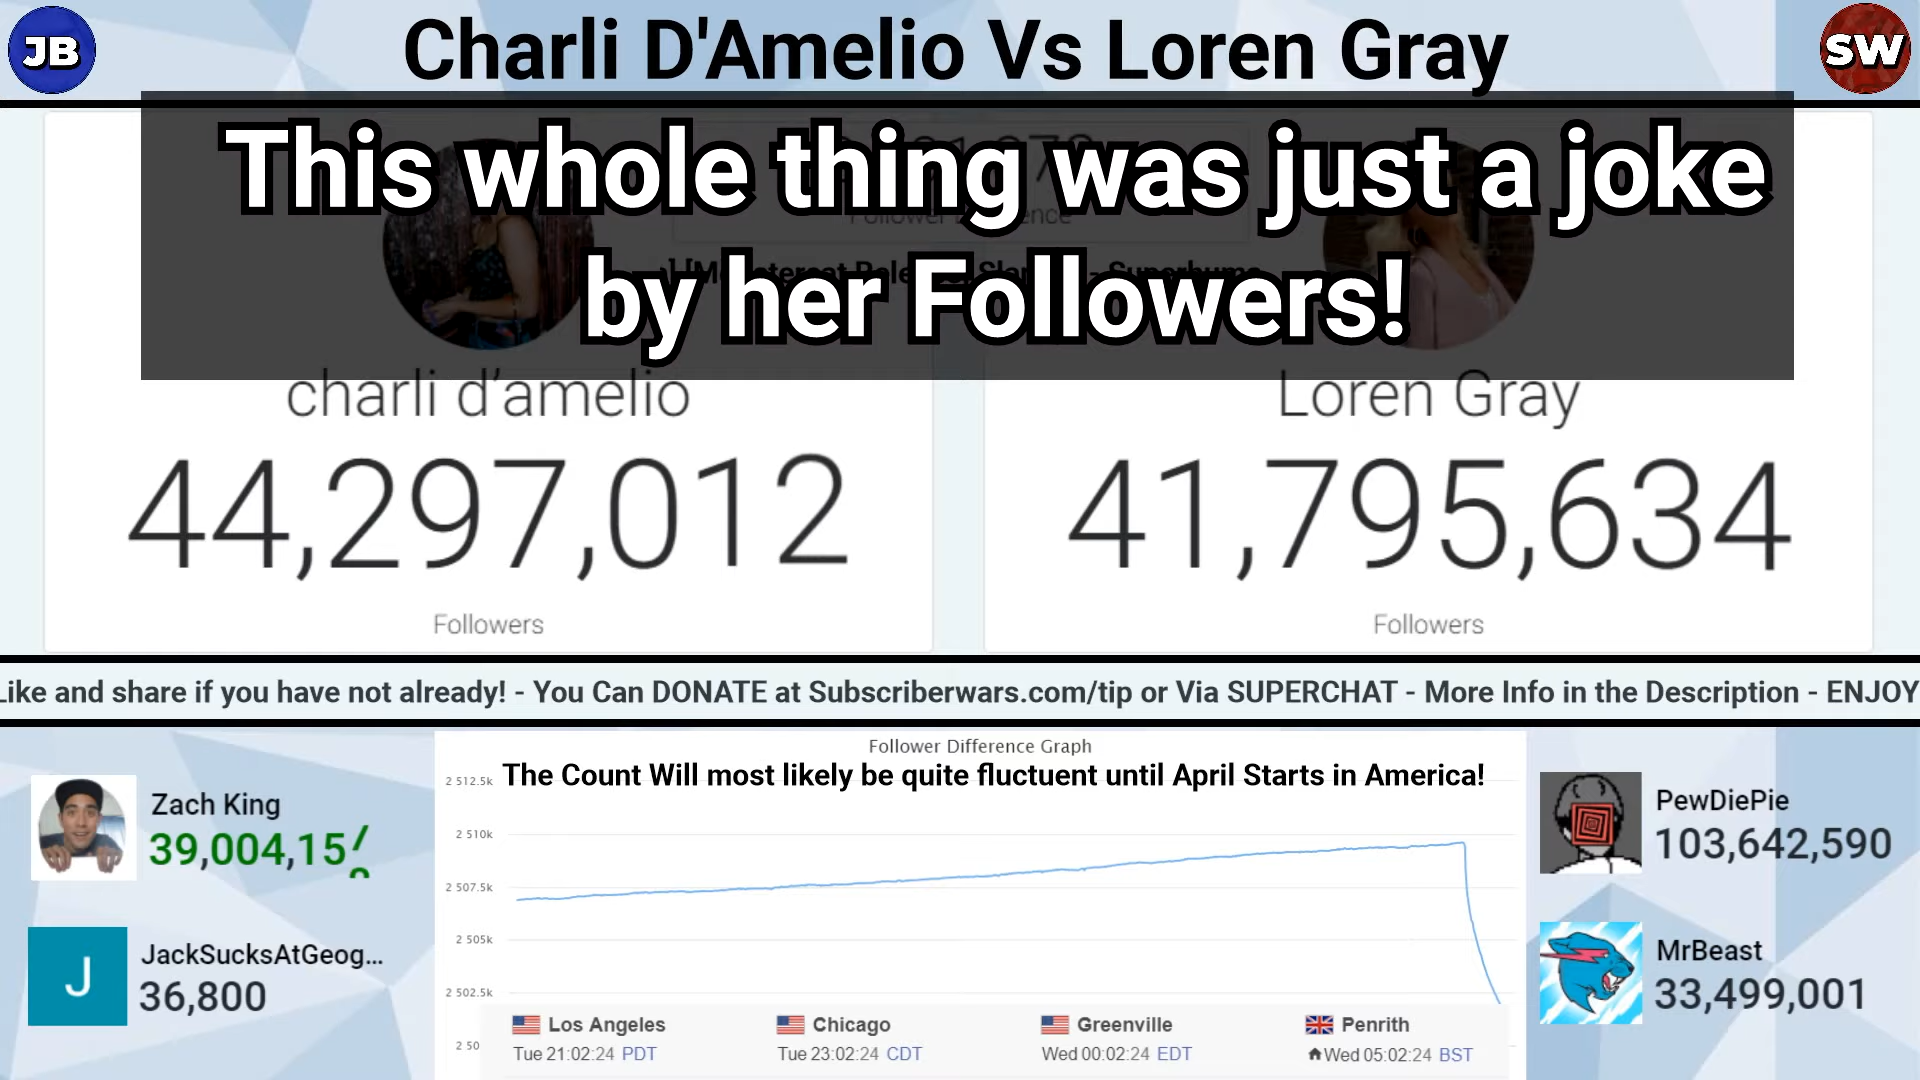 JB
Charli D'Amelio Vs Loren Gray
SW
This whole thing was just a joke
by her Followers!
charli d’amelio
44,297,012
Followers
Loren Gray
41,795,634
Followers
Like and share if you have not already! - You Can DONATE at Subscriberwars.com/tip or Via SUPERCHAT - More Info in the Description - ENJOY
Zach King
39,004,15
J
JackSucksAtGeog...
36,800
Follower Difference Graph
The Count Will most likely be quite fluctuent until April Starts in America!
2 512.5k
2 510k
2 507.5k
2 505k
2 502.5k
2 50
Los Angeles
Tue 21:02:24 PDT
Chicago
Tue 23:02:24 CDT
Greenville
Wed 00:02:24 EDT
Penrith
Wed 05:02:24 BST
PewDiePie
103,642,590
MrBeast
33,499,001